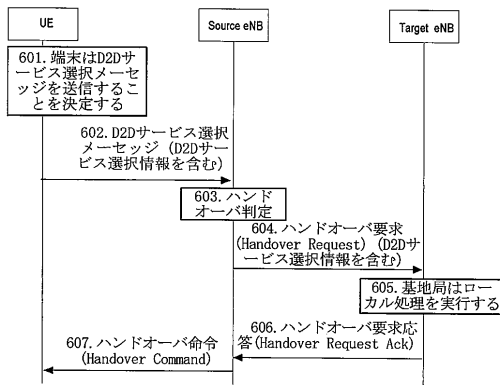 UE
Source eNB
Target eNB
601.端末はD2Dサ
ービス選択メーセ
ッジを送信するこ
とを決定する
602.D2Dサービス選択
メーセッジ (D2Dサー
ビス選択情報を含む)
603.ハンド
オーバ判定
604.ハンドオーバ要求
(Handover Request) (D2Dサ
ービス選択情報を含む)
605.基地局はロー
カル処理を実行する
606.ハンドオーバ要求応
答(Handover Request Ack)
607.ハンドオーバ命令
(Handover Command)